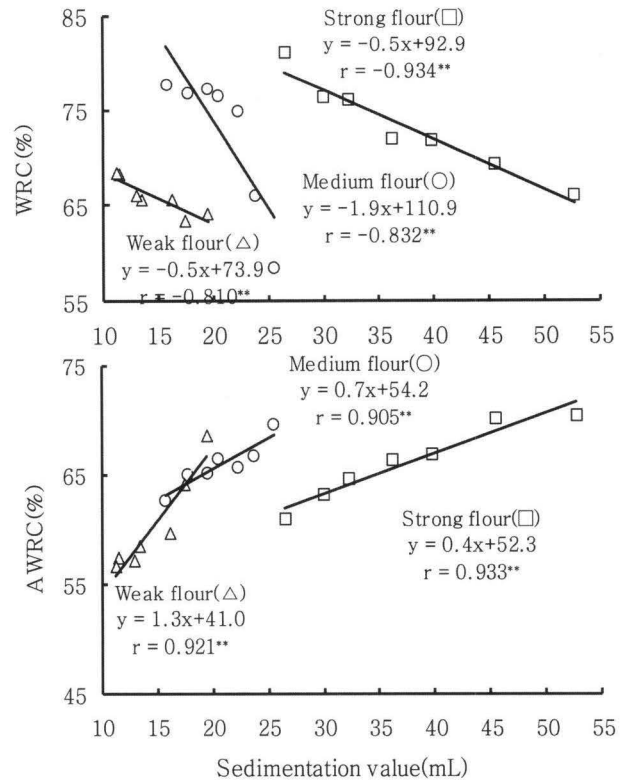 85
75
65
55
WRC(%)
Strong flour(□)
y = -0.5x+92.9
r = -0.934**
Medium flour(○)
y = -1.9x+110.9
r = -0.832**
Weak flour(△)
y = -0.5x+73.9
r = -0.810**
10 15 20 25 30 35 40 45 50 55
75
65
55
45
AWRC(%)
Medium flour(○)
y = 0.7x+54.2
r = 0.905**
Strong flour(□)
y = 0.4x+52.3
r = 0.933**
Weak flour(△)
y = 1.3x+41.0
r = 0.921**
10 15 20 25 30 35 40 45 50 55
Sedimentation value(mL)